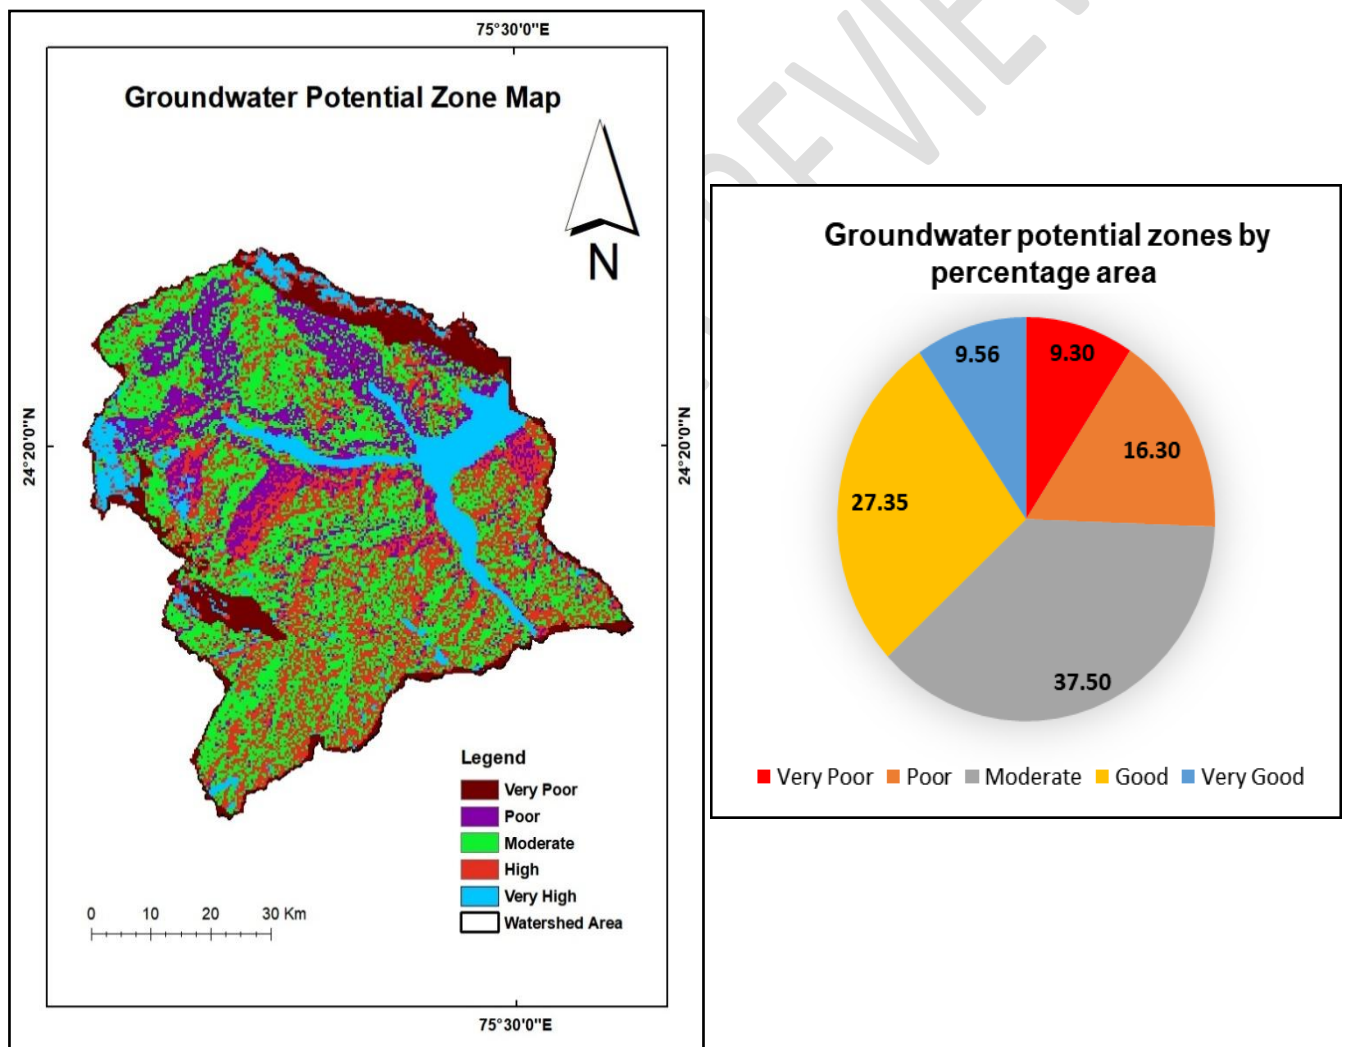 75°30'0"E
Groundwater Potential Zone Map
N
24°20'0"N
24°20'0"N
Legend
Very Poor
Poor
Moderate
High
Very High
Watershed Area
0 10 20 30 Km
75°30'0"E
Groundwater potential zones by
percentage area
9.56
9.30
16.30
27.35
37.50
Very Poor Poor Moderate Good Very Good